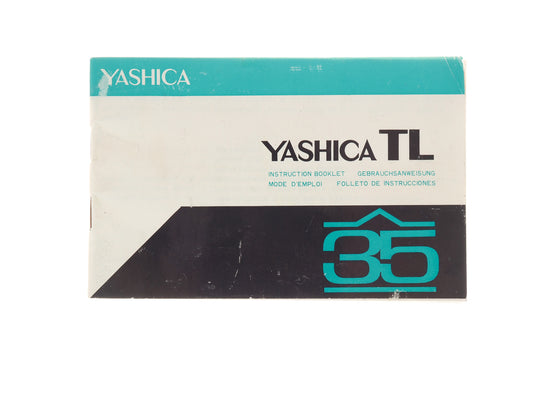 YASHICA
YASHICA TL
INSTRUCTION BOOKLET GEBRAUCHSANWEISUNG
MODE D'EMPLOI FOLLETO DE INSTRUCCIONES
35